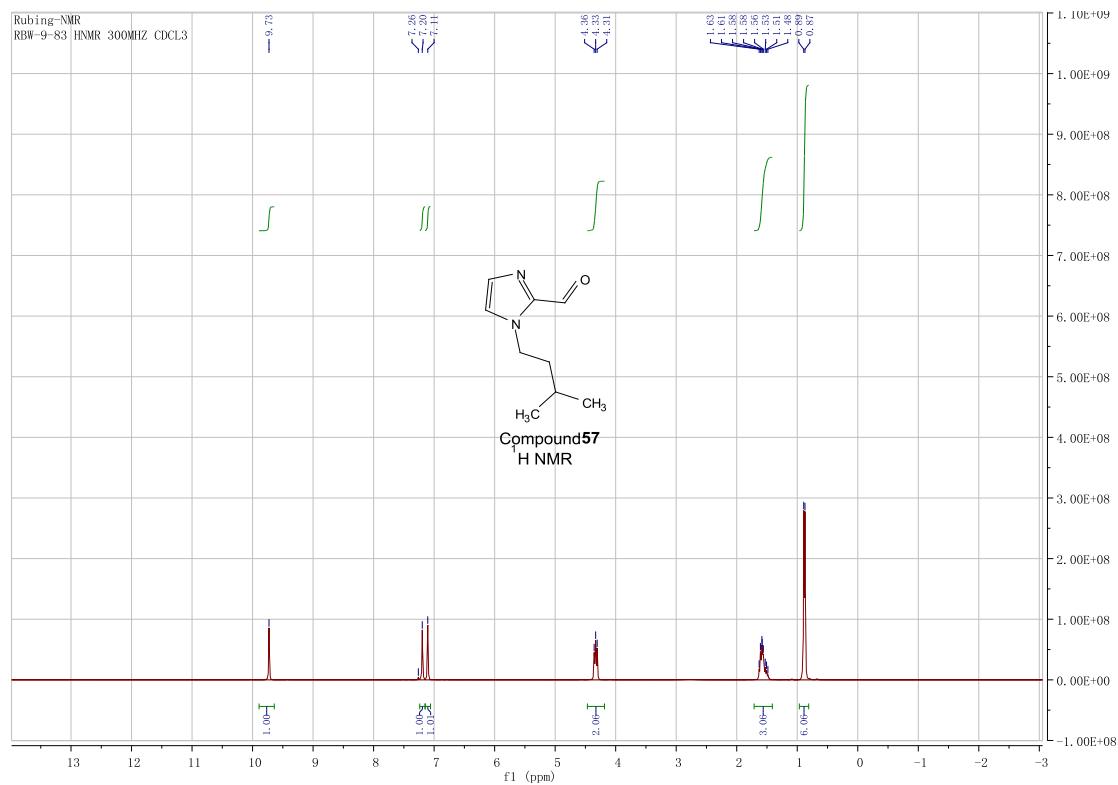 Rubing-NMR
RBW-9-83 HNMR 300MHZ CDCL3
9.73
7.26
7.20
7.11
4.36
4.33
4.31
1.63
1.61
1.58
1.58
1.56
1.53
1.51
1.48
0.89
0.87
1.10E+09
1.00E+09
9.00E+08
8.00E+08
7.00E+08
6.00E+08
5.00E+08
4.00E+08
3.00E+08
2.00E+08
1.00E+08
0.00E+00
-1.00E+08
N
O
N
H3C
CH3
Compound57
1H NMR
1.00
1.00
1.01
2.06
3.06
6.06
13 12 11 10 9 8 7 6 5 4 3 2 1 0 -1 -2 -3
f1 (ppm)